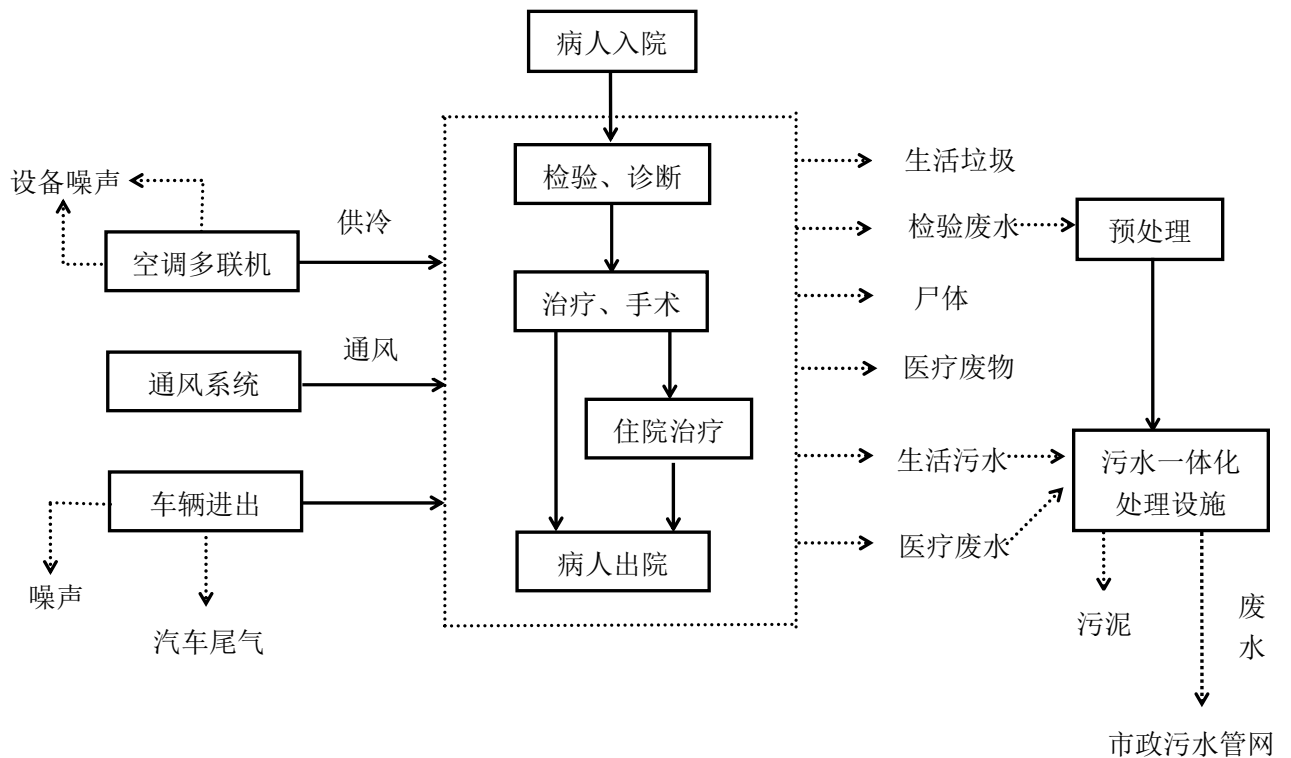 病人入院
检验、诊断
治疗、手术
住院治疗
病人出院
设备噪声
空调多联机
供冷
通风系统
通风
车辆进出
噪声
汽车尾气
生活垃圾
检验废水
预处理
尸体
医疗废物
生活污水
医疗废水
污水一体化
处理设施
污泥
废
水
市政污水管网